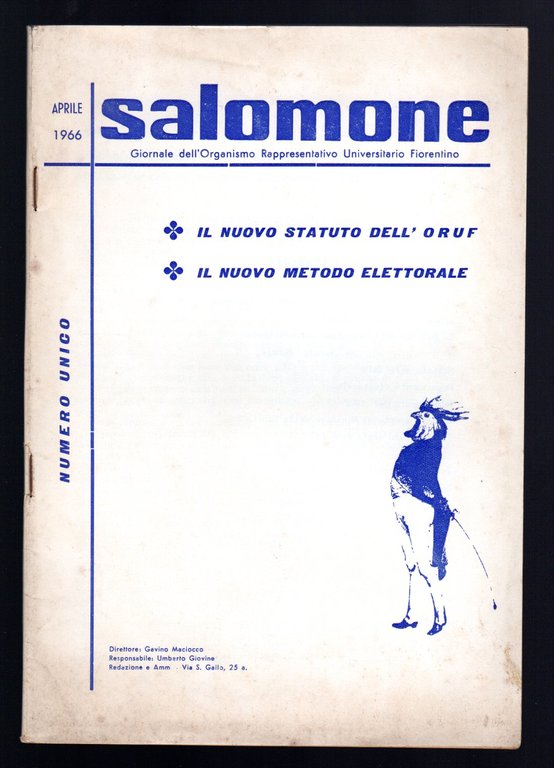 APRILE
1966
salomone
Giornale dell'Organismo Rappresentativo Universitario Fiorentino
IL NUOVO STATUTO DELL' ORUF
IL NUOVO METODO ELETTORALE
NUMERO UNICO
Direttore: Gavino Maciocco
Responsabile: Umberto Giovine
Redazione e Amm. - Via S. Gallo, 25 a.